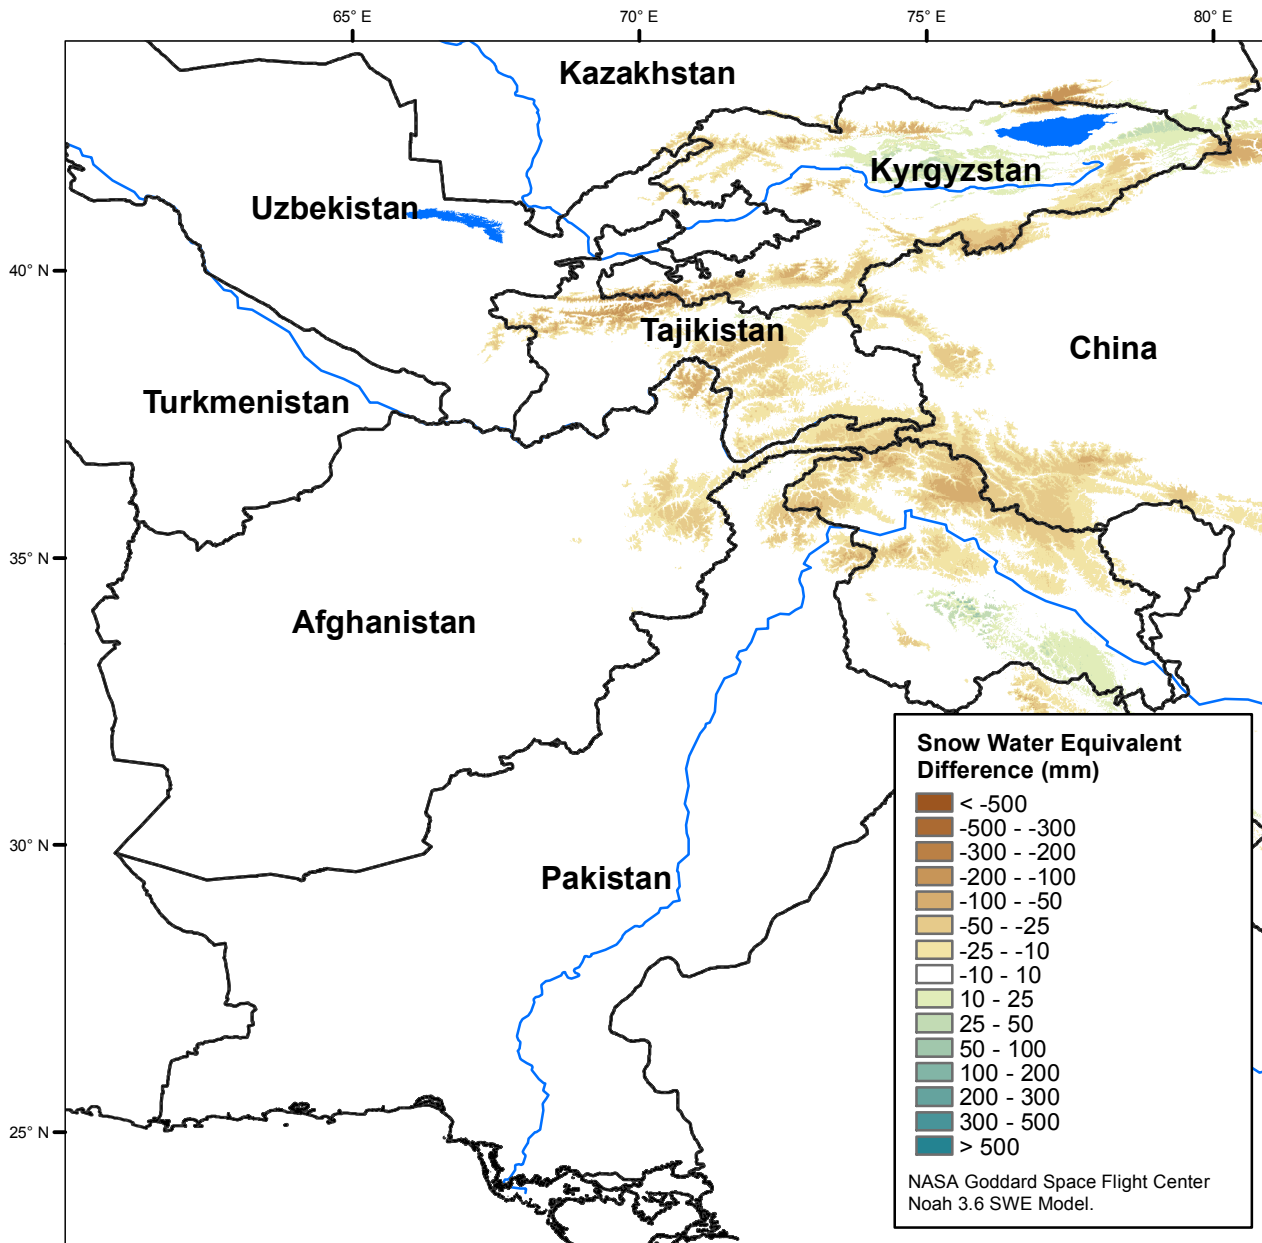 65° E
70° E
75° E
80° E
Kazakhstan
Kyrgyzstan
Uzbekistan
40° N
Tajikistan
China
Turkmenistan
35° N
Afghanistan
30° N
Pakistan
25° N
Snow Water Equivalent
Difference (mm)
< -500
-500 - -300
-300 - -200
-200 - -100
-100 - -50
-50 - -25
-25 - -10
-10 - 10
10 - 25
25 - 50
50 - 100
100 - 200
200 - 300
300 - 500
> 500
NASA Goddard Space Flight Center
Noah 3.6 SWE Model.